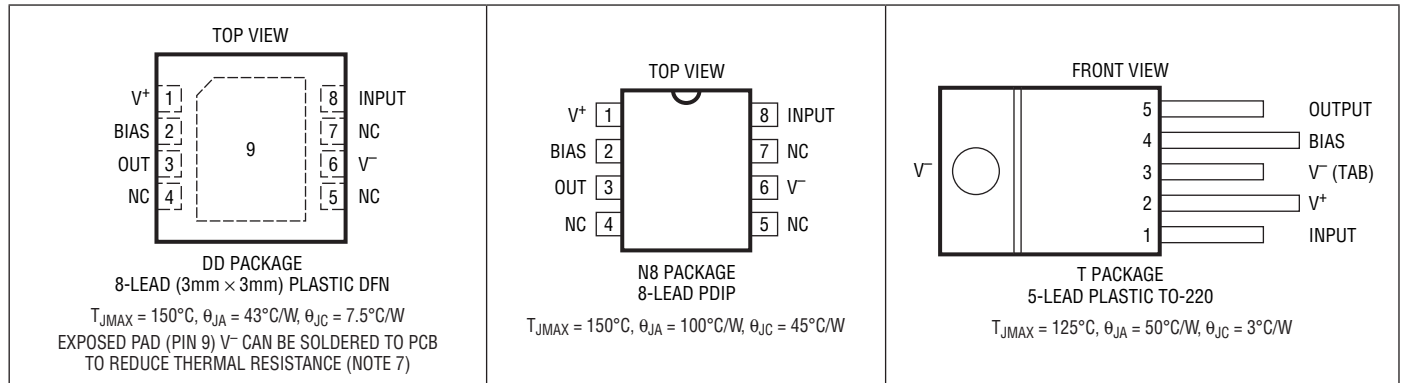 TOP VIEW
V+ 1 8 INPUT
BIAS 2 7 NC
OUT 3 9 6 V–
NC 4 5 NC
DD PACKAGE
8-LEAD (3mm × 3mm) PLASTIC DFN
TJMAX = 150°C, θJA = 43°C/W, θJC = 7.5°C/W
EXPOSED PAD (PIN 9) V– CAN BE SOLDERED TO PCB
TO REDUCE THERMAL RESISTANCE (NOTE 7)
TOP VIEW
V+ 1 8 INPUT
BIAS 2 7 NC
OUT 3 6 V–
NC 4 5 NC
N8 PACKAGE
8-LEAD PDIP
TJMAX = 150°C, θJA = 100°C/W, θJC = 45°C/W
FRONT VIEW
5 OUTPUT
4 BIAS
V– 3 V– (TAB)
2 V+
1 INPUT
T PACKAGE
5-LEAD PLASTIC TO-220
TJMAX = 125°C, θJA = 50°C/W, θJC = 3°C/W